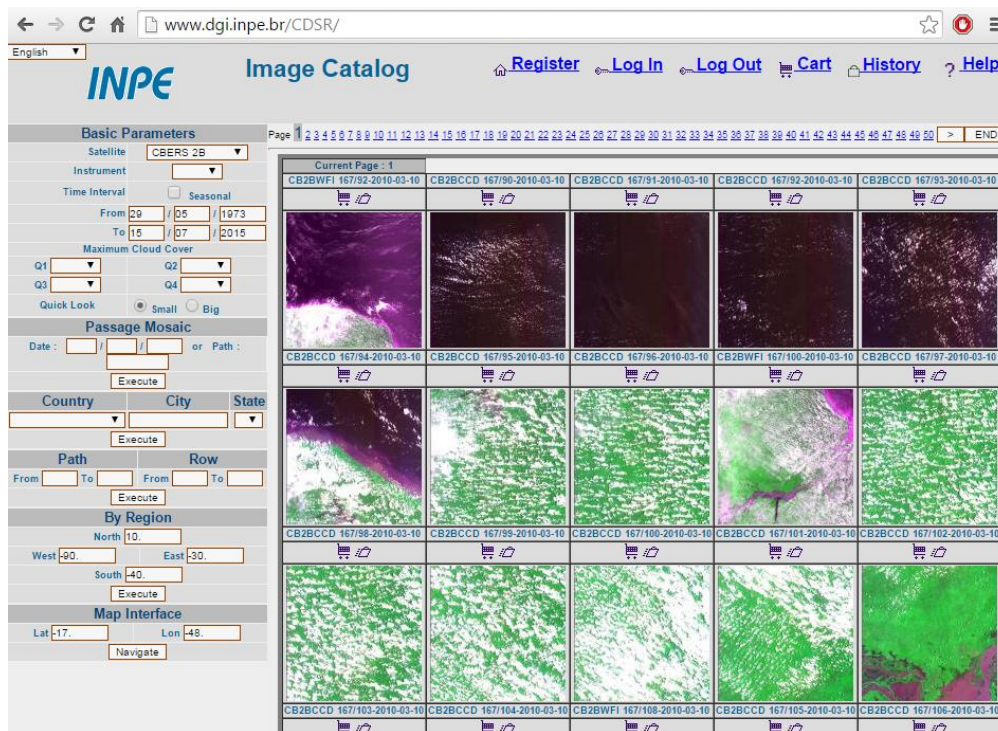 www.dgi.inpe.br/CDSR/
English
INPE
Image Catalog
Register
Log In
Log Out
Cart
History
? Help
Basic Parameters
Satellite CBERS 2B
Instrument
Time Interval Seasonal
From 29 / 05 / 1973
To 15 / 07 / 2015
Maximum Cloud Cover
Q1 Q2
Q3 Q4
Quick Look Small Big
Passage Mosaic
Date : / / or Path :
Execute
Country City State
Execute
Path Row
From To From To
Execute
By Region
North 10.
West -90. East -30.
South -40.
Execute
Map Interface
Lat -17. Lon -48.
Navigate
Page 1 2 3 4 5 6 7 8 9 10 11 12 13 14 15 16 17 18 19 20 21 22 23 24 25 26 27 28 29 30 31 32 33 34 35 36 37 38 39 40 41 42 43 44 45 46 47 48 49 50 > END
Current Page : 1
CB2BWFI 167/92-2010-03-10 CB2BCCD 167/90-2010-03-10 CB2BCCD 167/91-2010-03-10 CB2BCCD 167/92-2010-03-10 CB2BCCD 167/93-2010-03-10
CB2BCCD 167/94-2010-03-10 CB2BCCD 167/95-2010-03-10 CB2BCCD 167/96-2010-03-10 CB2BWFI 167/100-2010-03-10 CB2BCCD 167/97-2010-03-10
CB2BCCD 167/98-2010-03-10 CB2BCCD 167/99-2010-03-10 CB2BCCD 167/100-2010-03-10 CB2BCCD 167/101-2010-03-10 CB2BCCD 167/102-2010-03-10
CB2BCCD 167/103-2010-03-10 CB2BCCD 167/104-2010-03-10 CB2BWFI 167/108-2010-03-10 CB2BCCD 167/105-2010-03-10 CB2BCCD 167/106-2010-03-10